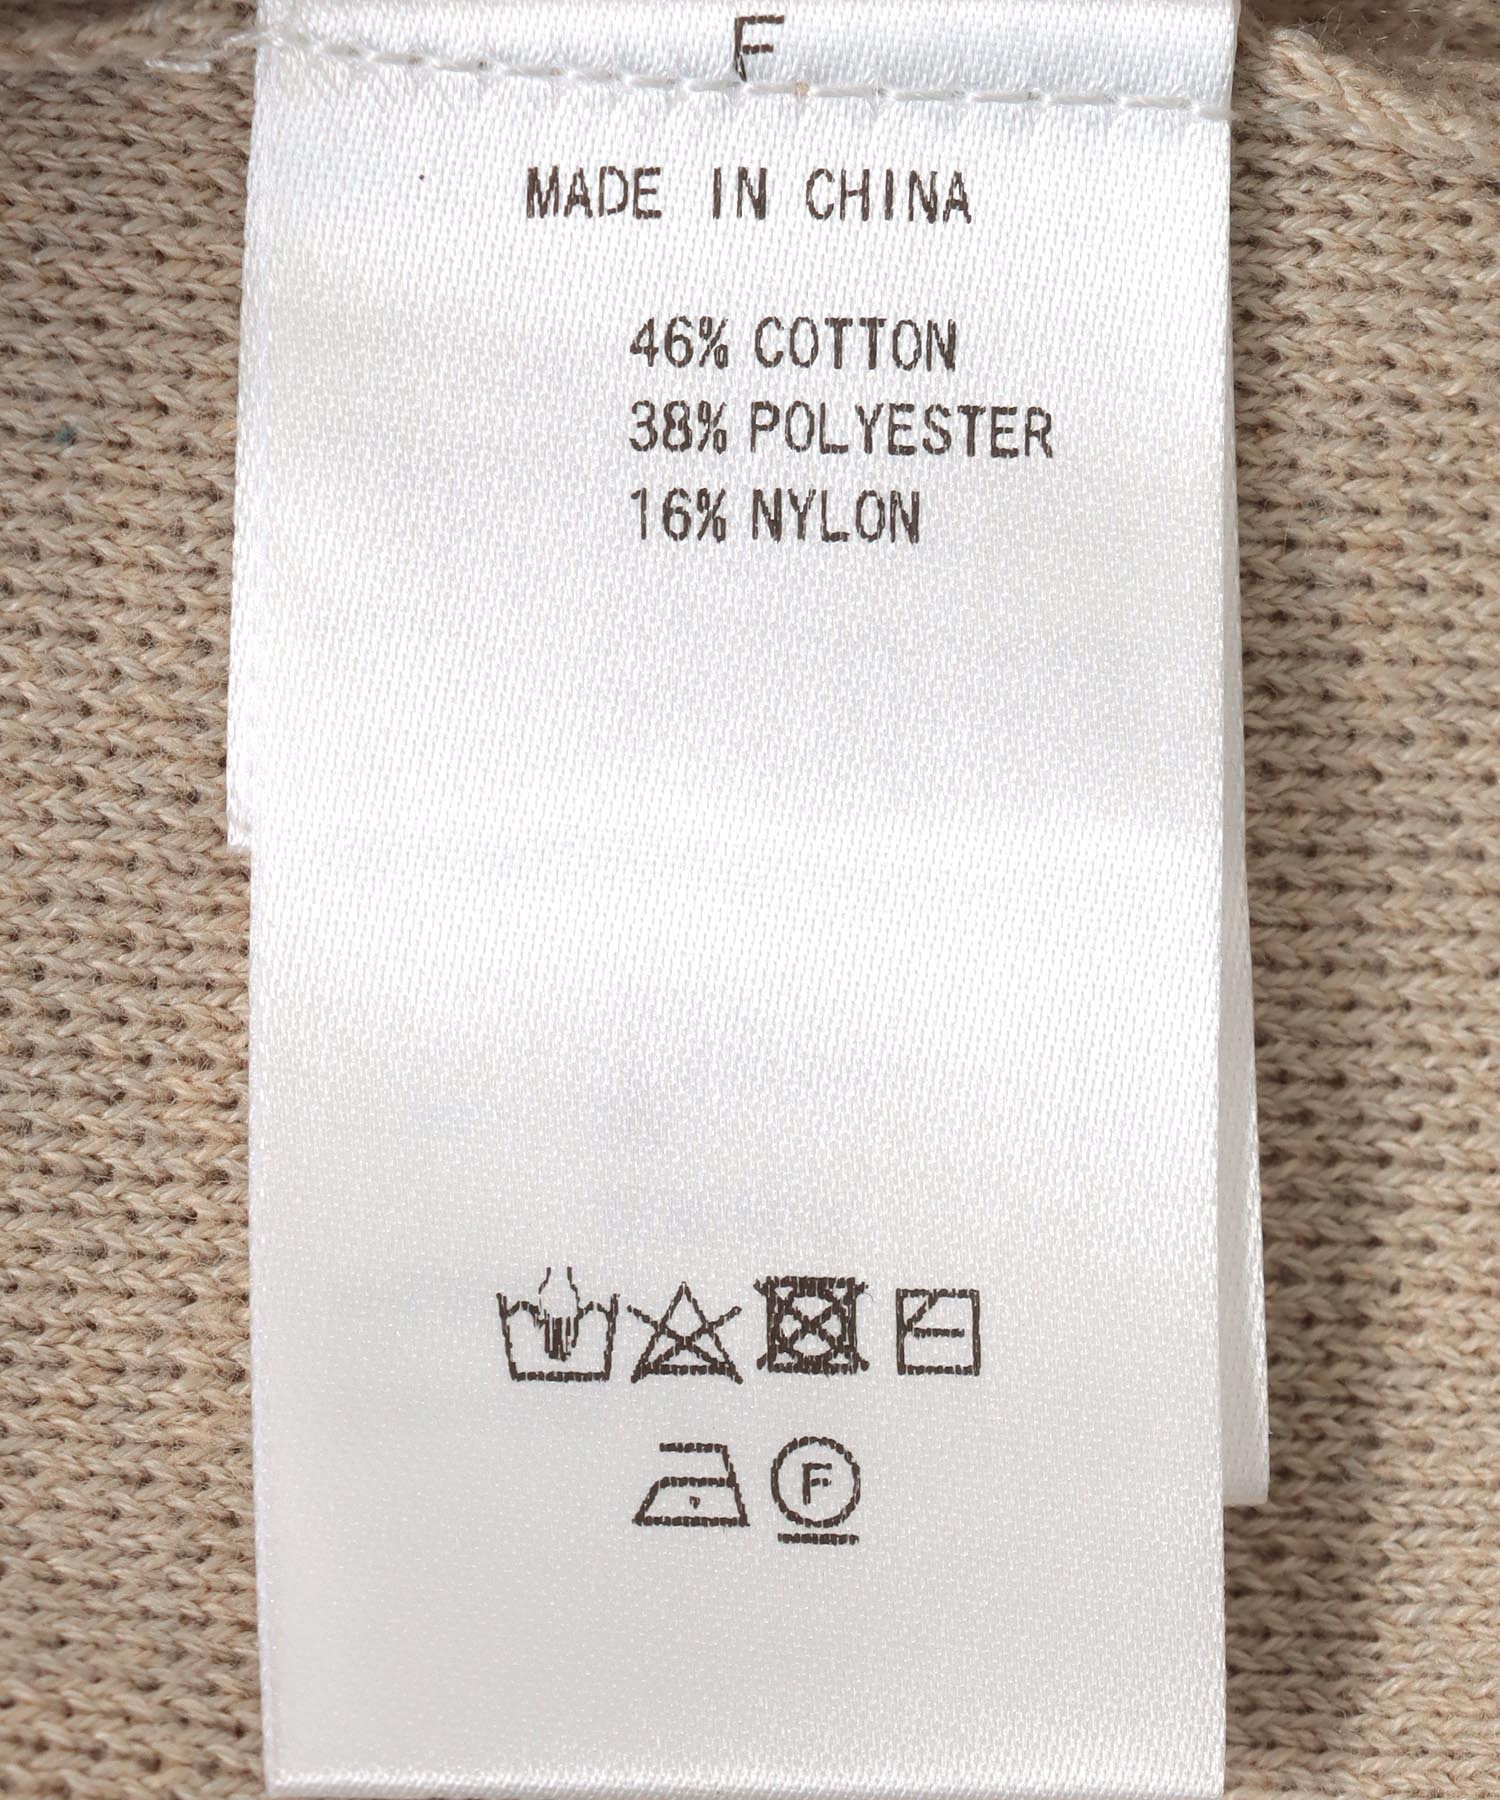 F
MADE IN CHINA
46% COTTON
38% POLYESTER
16% NYLON
F